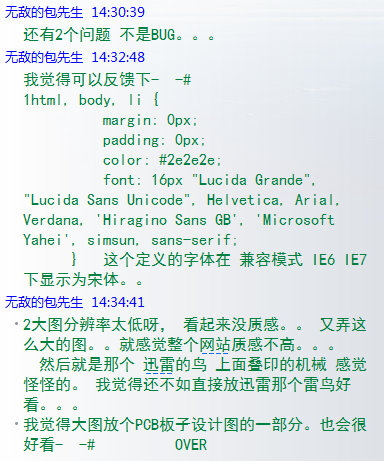 无敌的包先生 14:30:39
还有2个问题 不是BUG。。。
无敌的包先生 14:32:48
我觉得可以反馈下- -#
1html, body, li {
margin: 0px;
padding: 0px;
color: #2e2e2e;
font: 16px "Lucida Grande",
"Lucida Sans Unicode", Helvetica, Arial,
Verdana, 'Hiragino Sans GB', 'Microsoft
Yahei', simsun, sans-serif;
} 这个定义的字体在 兼容模式 IE6 IE7
下显示为宋体。。
无敌的包先生 14:34:41
2大图分辨率太低呀， 看起来没质感。。 又弄这
么大的图。。就感觉整个网站质感不高。。。
然后就是那个 迅雷的鸟 上面叠印的机械 感觉
怪怪的。 我觉得还不如直接放迅雷那个雷鸟好
看。。。
我觉得大图放个PCB板子设计图的一部分。也会很
好看- -# OVER